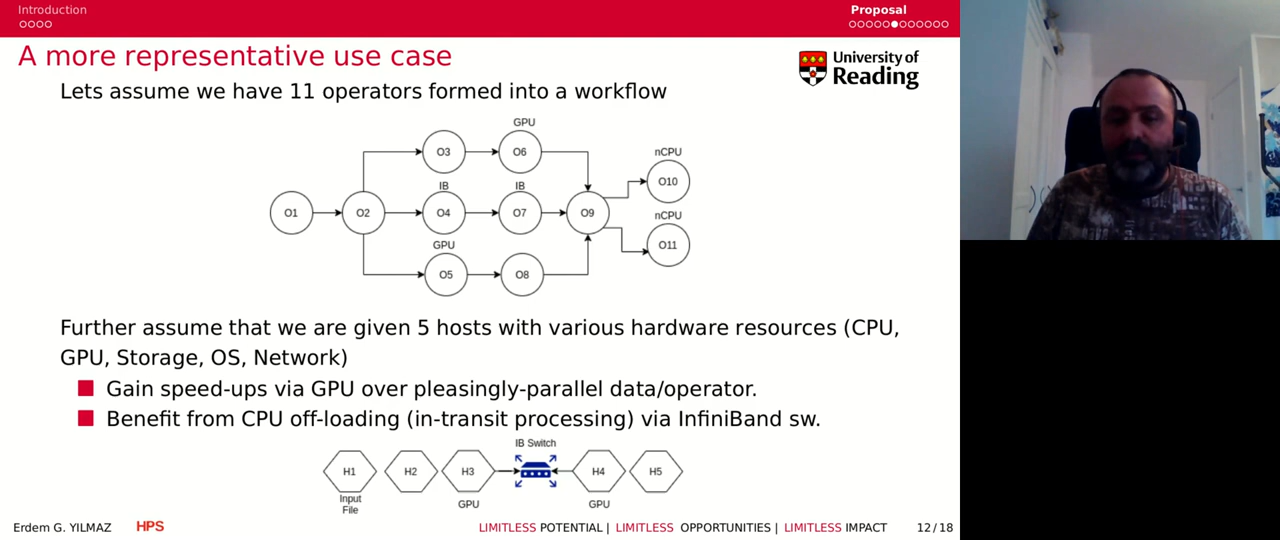 Introduction
Proposal
A more representative use case
University of
Reading
Lets assume we have 11 operators formed into a workflow
GPU
O3
O6
nCPU
O10
IB
IB
O1
O2
O4
O7
O9
nCPU
O11
GPU
O5
O8
Further assume that we are given 5 hosts with various hardware resources (CPU,
GPU, Storage, OS, Network)
Gain speed-ups via GPU over pleasingly-parallel data/operator.
Benefit from CPU off-loading (in-transit processing) via InfiniBand sw.
IB Switch
H1
H2
H3
H4
H5
Input
File
GPU
GPU
Erdem G. YILMAZ
HPS
LIMITLESS POTENTIAL | LIMITLESS OPPORTUNITIES | LIMITLESS IMPACT
12/18